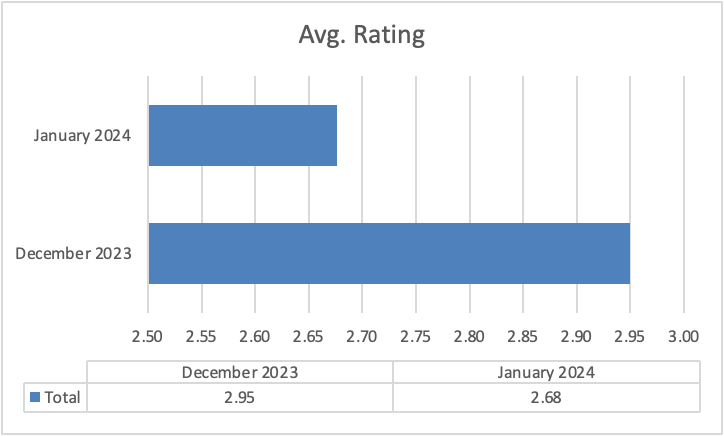 Avg. Rating
January 2024
December 2023
2.50 2.55 2.60 2.65 2.70 2.75 2.80 2.85 2.90 2.95 3.00
December 2023 January 2024
Total 2.95 2.68